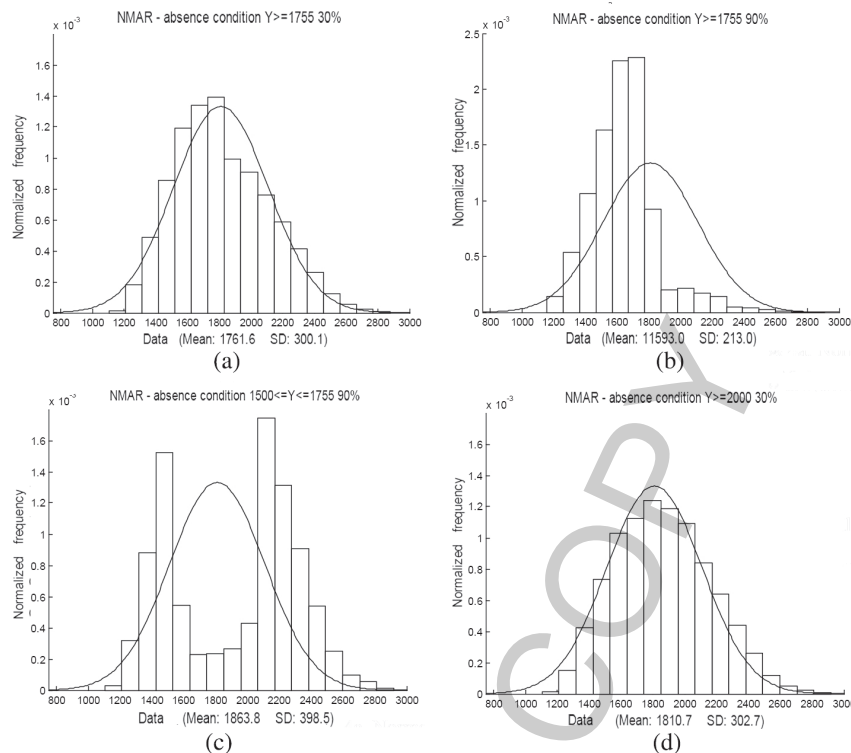 NMAR - absence condition Y>=1755 30%
x 10⁻³
1.6
1.4
1.2
1
0.8
0.6
0.4
0.2
0
Normalized frequency
800 1000 1200 1400 1600 1800 2000 2200 2400 2600 2800 3000
Data (Mean: 1761.6 SD: 300.1)
(a)
NMAR - absence condition Y>=1755 90%
x 10⁻³
2.5
2
1.5
1
0.5
0
Normalized frequency
800 1000 1200 1400 1600 1800 2000 2200 2400 2600 2800 3000
Data (Mean: 11593.0 SD: 213.0)
(b)
NMAR - absence condition 1500<=Y<=1755 90%
x 10⁻³
1.6
1.4
1.2
1
0.8
0.6
0.4
0.2
0
Normalized frequency
800 1000 1200 1400 1600 1800 2000 2200 2400 2600 2800 3000
Data (Mean: 1863.8 SD: 398.5)
(c)
NMAR - absence condition Y>=2000 30%
x 10⁻³
1.6
1.4
1.2
1
0.8
0.6
0.4
0.2
0
Normalized frequency
800 1000 1200 1400 1600 1800 2000 2200 2400 2600 2800 3000
Data (Mean: 1810.7 SD: 302.7)
(d)
COPY